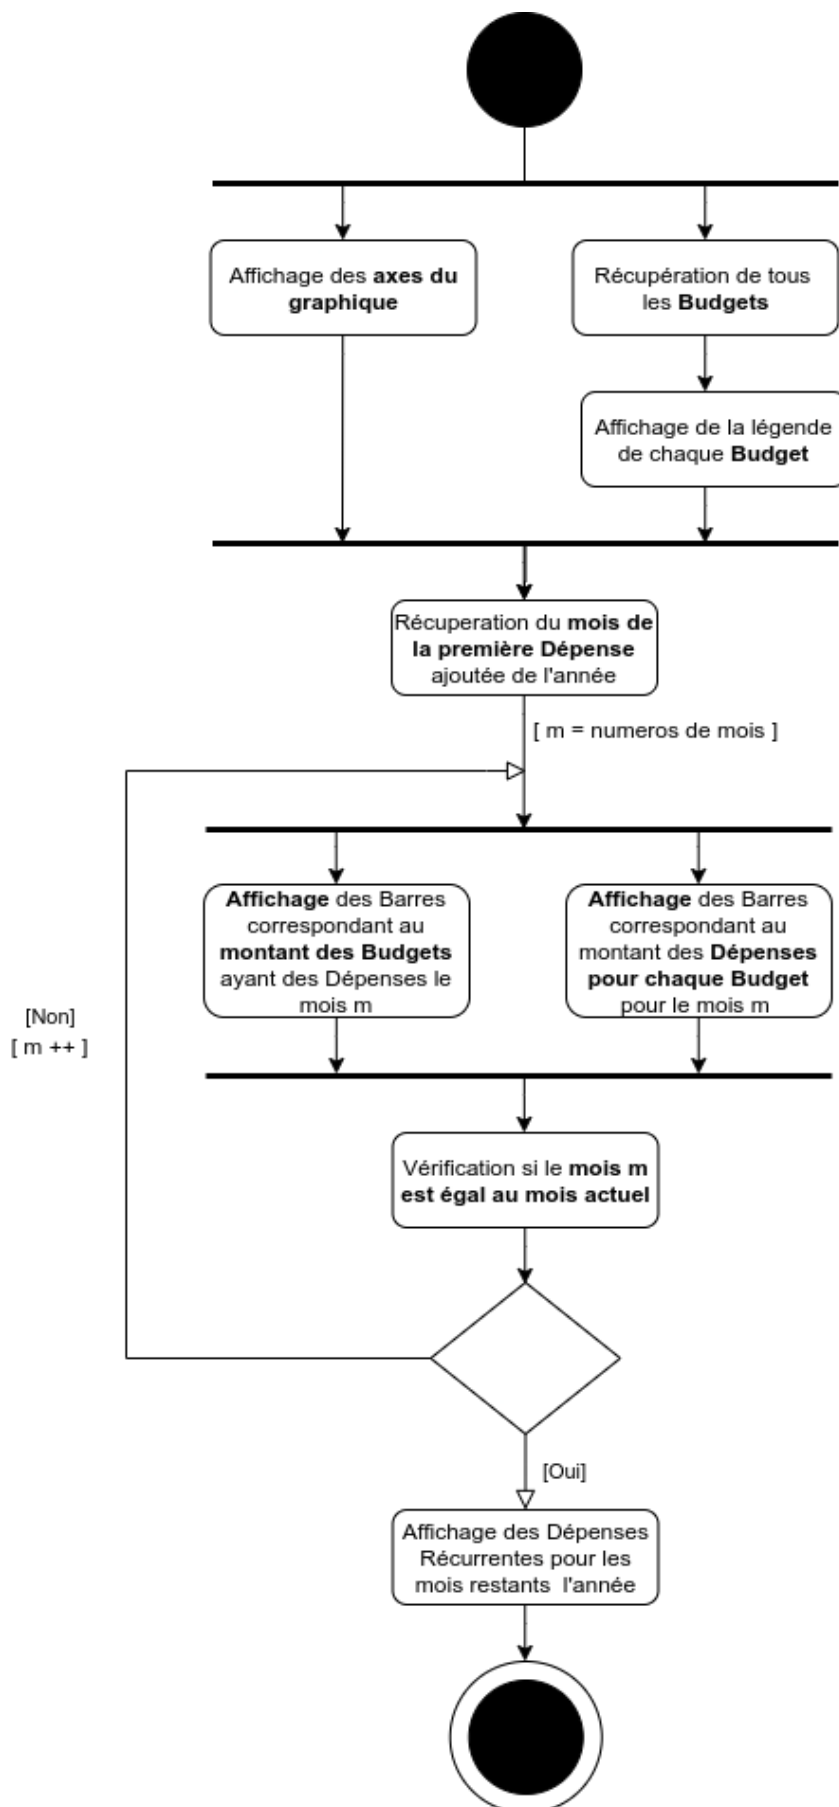 Affichage des axes du
graphique
Récupération de tous
les Budgets
Affichage de la légende
de chaque Budget
Récuperation du mois de
la première Dépense
ajoutée de l'année
[ m = numeros de mois ]
Affichage des Barres
correspondant au
montant des Budgets
ayant des Dépenses le
mois m
Affichage des Barres
correspondant au
montant des Dépenses
pour chaque Budget
pour le mois m
[Non]
[ m ++ ]
Vérification si le mois m
est égal au mois actuel
[Oui]
Affichage des Dépenses
Récurrentes pour les
mois restants  l'année